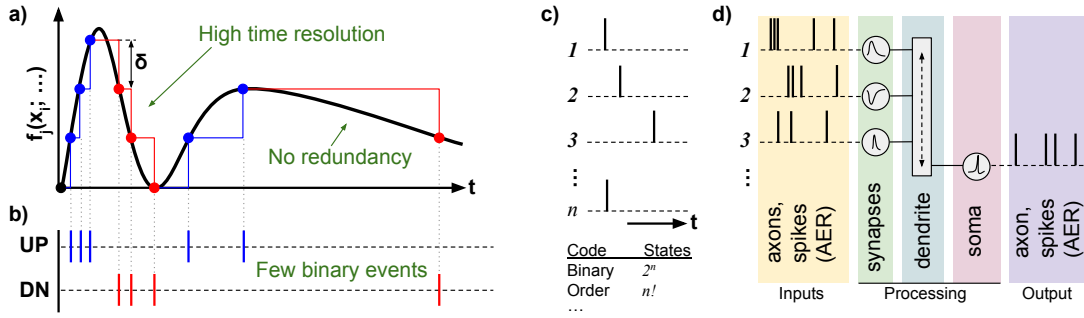 a)
f_j(x_i; ...)
High time resolution
δ
No redundancy
t
b)
UP
DN
Few binary events
c)
1
2
3
...
n
t
Code States
Binary 2^n
Order n!
...
d)
1
2
3
...
axons,
spikes
(AER)
synapses
dendrite
soma
axon,
spikes
(AER)
Inputs
Processing
Output